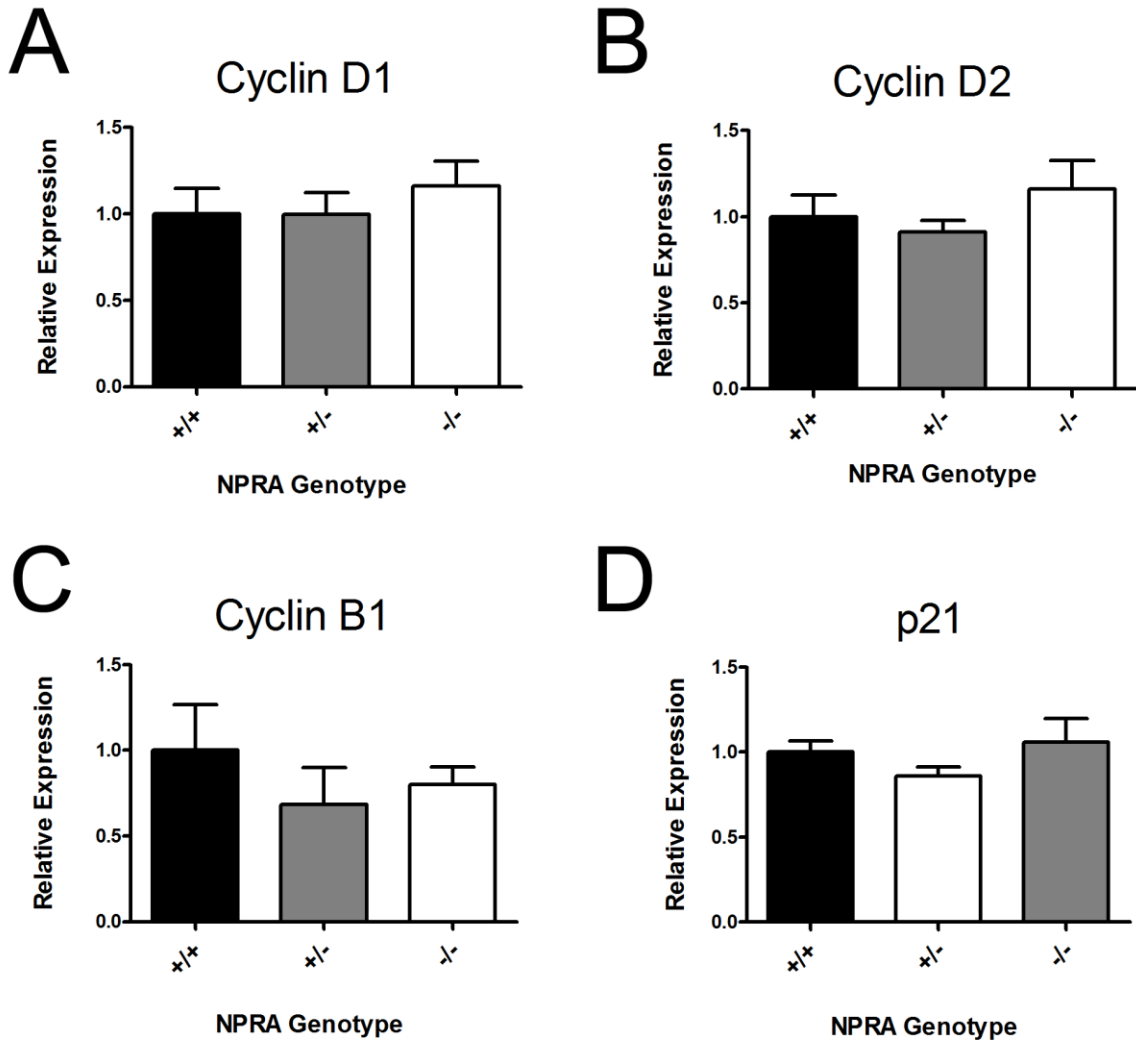 A
Cyclin D1
Relative Expression
1.5
1.0
0.5
0.0
+/+ +/- -/-
NPRA Genotype
B
Cyclin D2
Relative Expression
1.5
1.0
0.5
0.0
+/+ +/- -/-
NPRA Genotype
C
Cyclin B1
Relative Expression
1.5
1.0
0.5
0.0
+/+ +/- -/-
NPRA Genotype
D
p21
Relative Expression
1.5
1.0
0.5
0.0
+/+ +/- -/-
NPRA Genotype